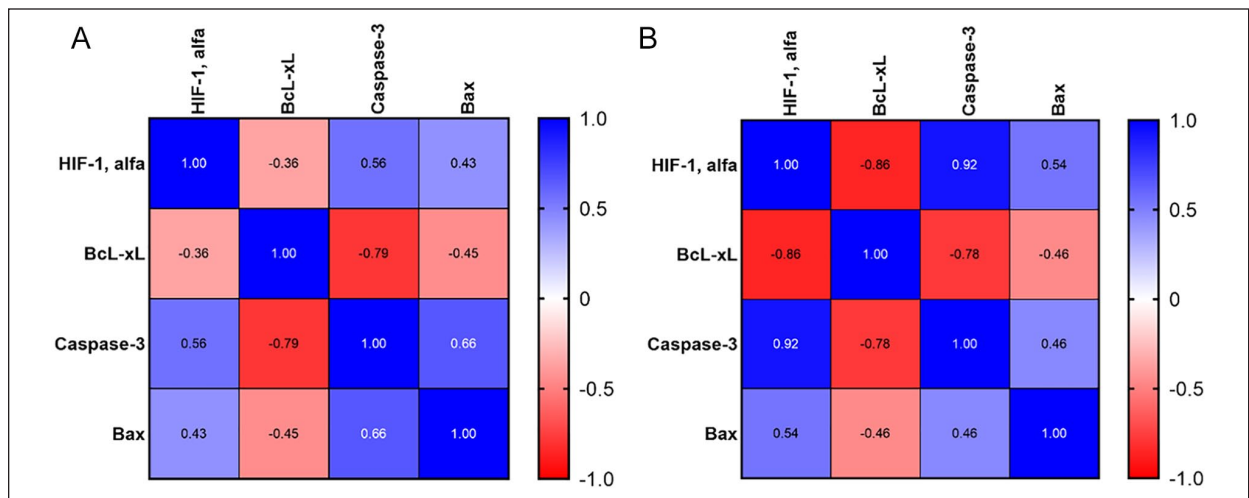 A
HIF-1, alfa
BcL-xL
Caspase-3
Bax
HIF-1, alfa 1.00 -0.36 0.56 0.43
BcL-xL -0.36 1.00 -0.79 -0.45
Caspase-3 0.56 -0.79 1.00 0.66
Bax 0.43 -0.45 0.66 1.00
1.0
0.5
0
-0.5
-1.0
B
HIF-1, alfa
BcL-xL
Caspase-3
Bax
HIF-1, alfa 1.00 -0.86 0.92 0.54
BcL-xL -0.86 1.00 -0.78 -0.46
Caspase-3 0.92 -0.78 1.00 0.46
Bax 0.54 -0.46 0.46 1.00
1.0
0.5
0
-0.5
-1.0